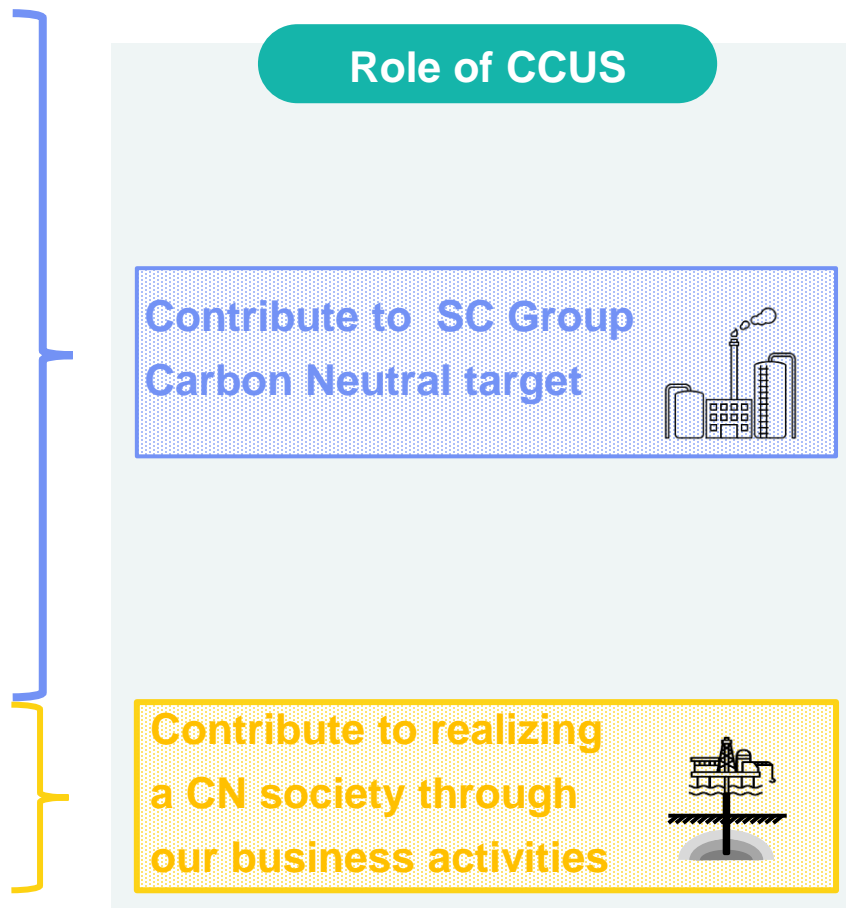 Role of CCUS
Contribute to SC Group
Carbon Neutral target
Contribute to realizing
a CN society through
our business activities